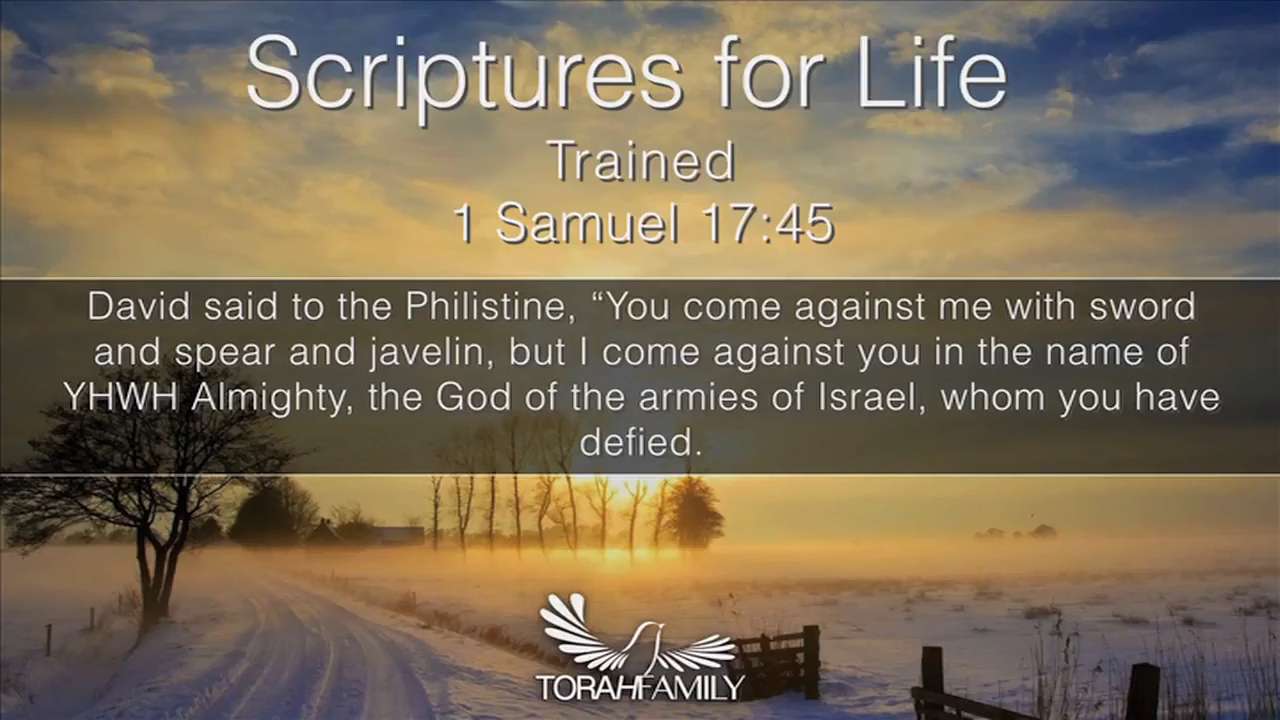 Scriptures for Life
Trained
1 Samuel 17:45
David said to the Philistine, “You come against me with sword
and spear and javelin, but I come against you in the name of
YHWH Almighty, the God of the armies of Israel, whom you have
defied.
TORAHFAMILY